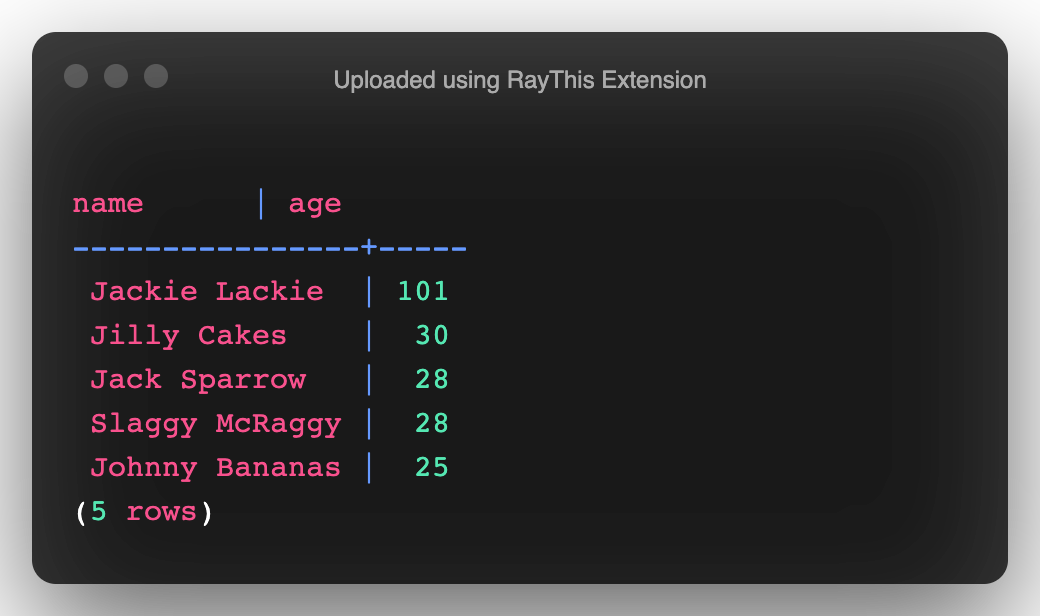 Uploaded using RayThis Extension
name      | age
----------------+-----
 Jackie Lackie  | 101
 Jilly Cakes    |  30
 Jack Sparrow   |  28
 Slaggy McRaggy |  28
 Johnny Bananas |  25
(5 rows)